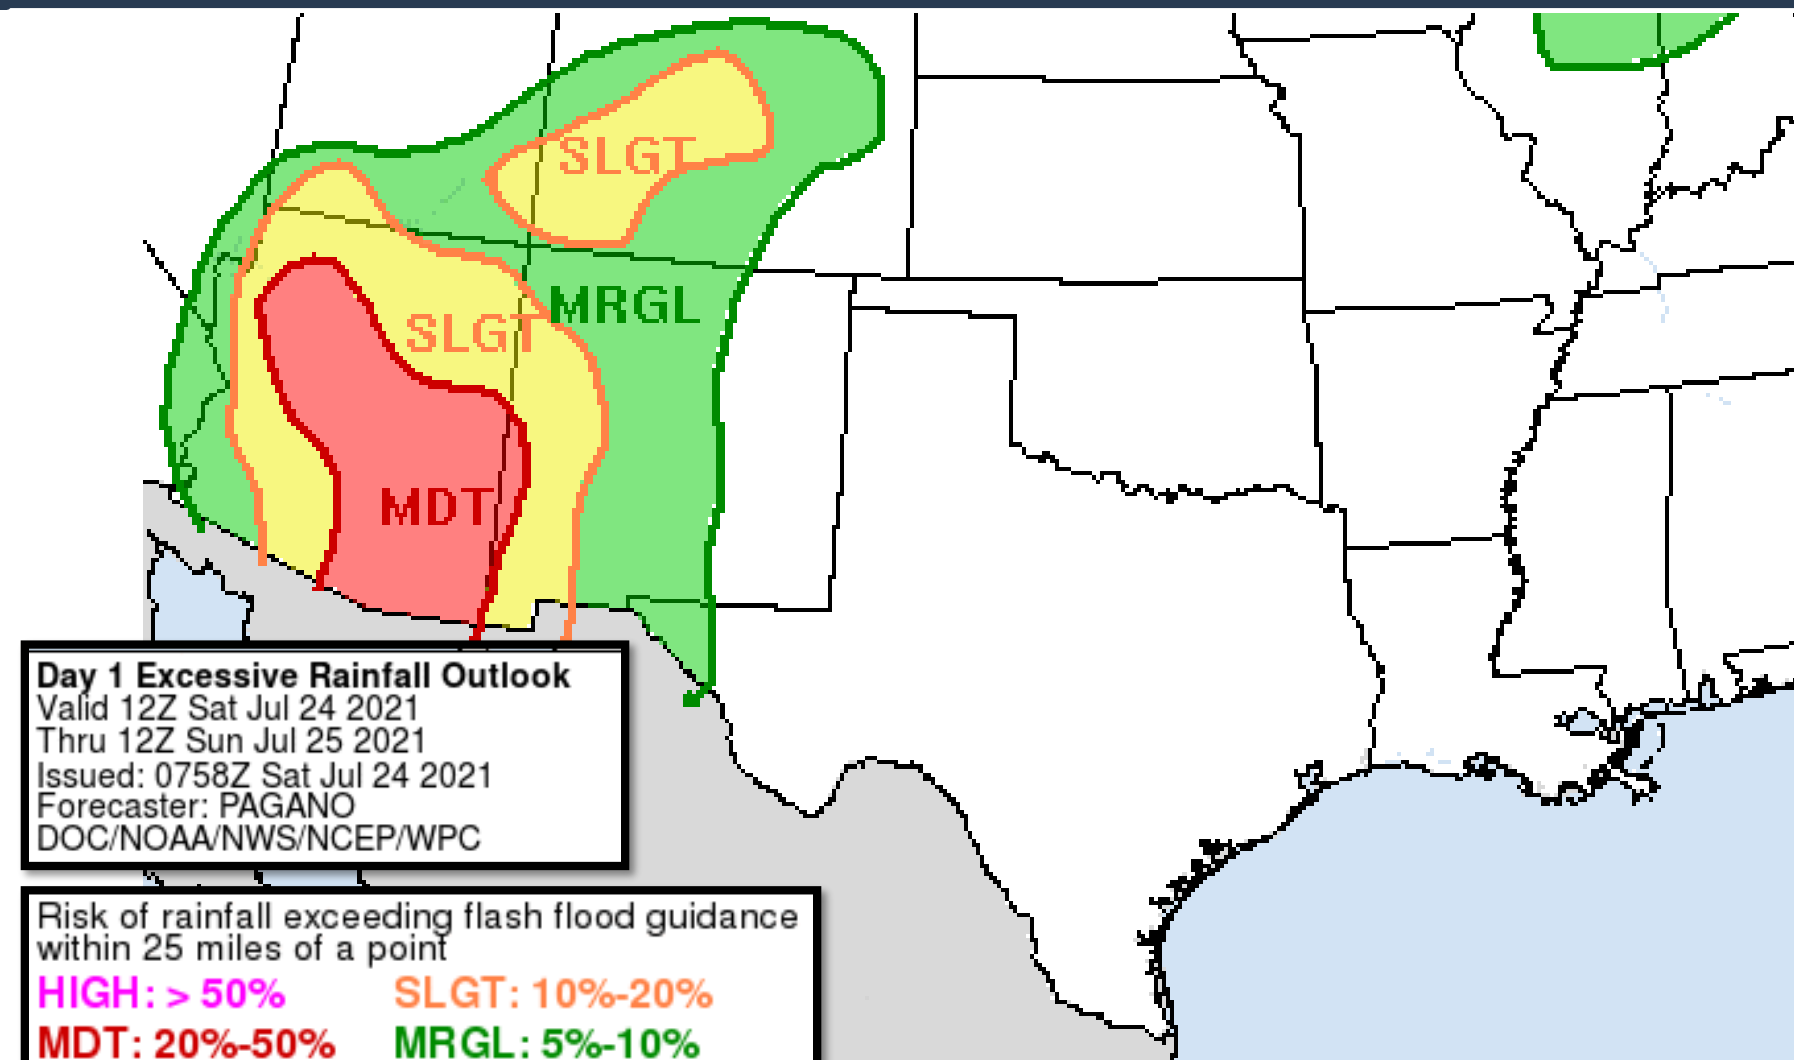 SLGT
MRGL
SLGT
MDT
Day 1 Excessive Rainfall Outlook
Valid 12Z Sat Jul 24 2021
Thru 12Z Sun Jul 25 2021
Issued: 0758Z Sat Jul 24 2021
Forecaster: PAGANO
DOC/NOAA/NWS/NCEP/WPC
Risk of rainfall exceeding flash flood guidance
within 25 miles of a point
HIGH: > 50% SLGT: 10%-20%
MDT: 20%-50% MRGL: 5%-10%